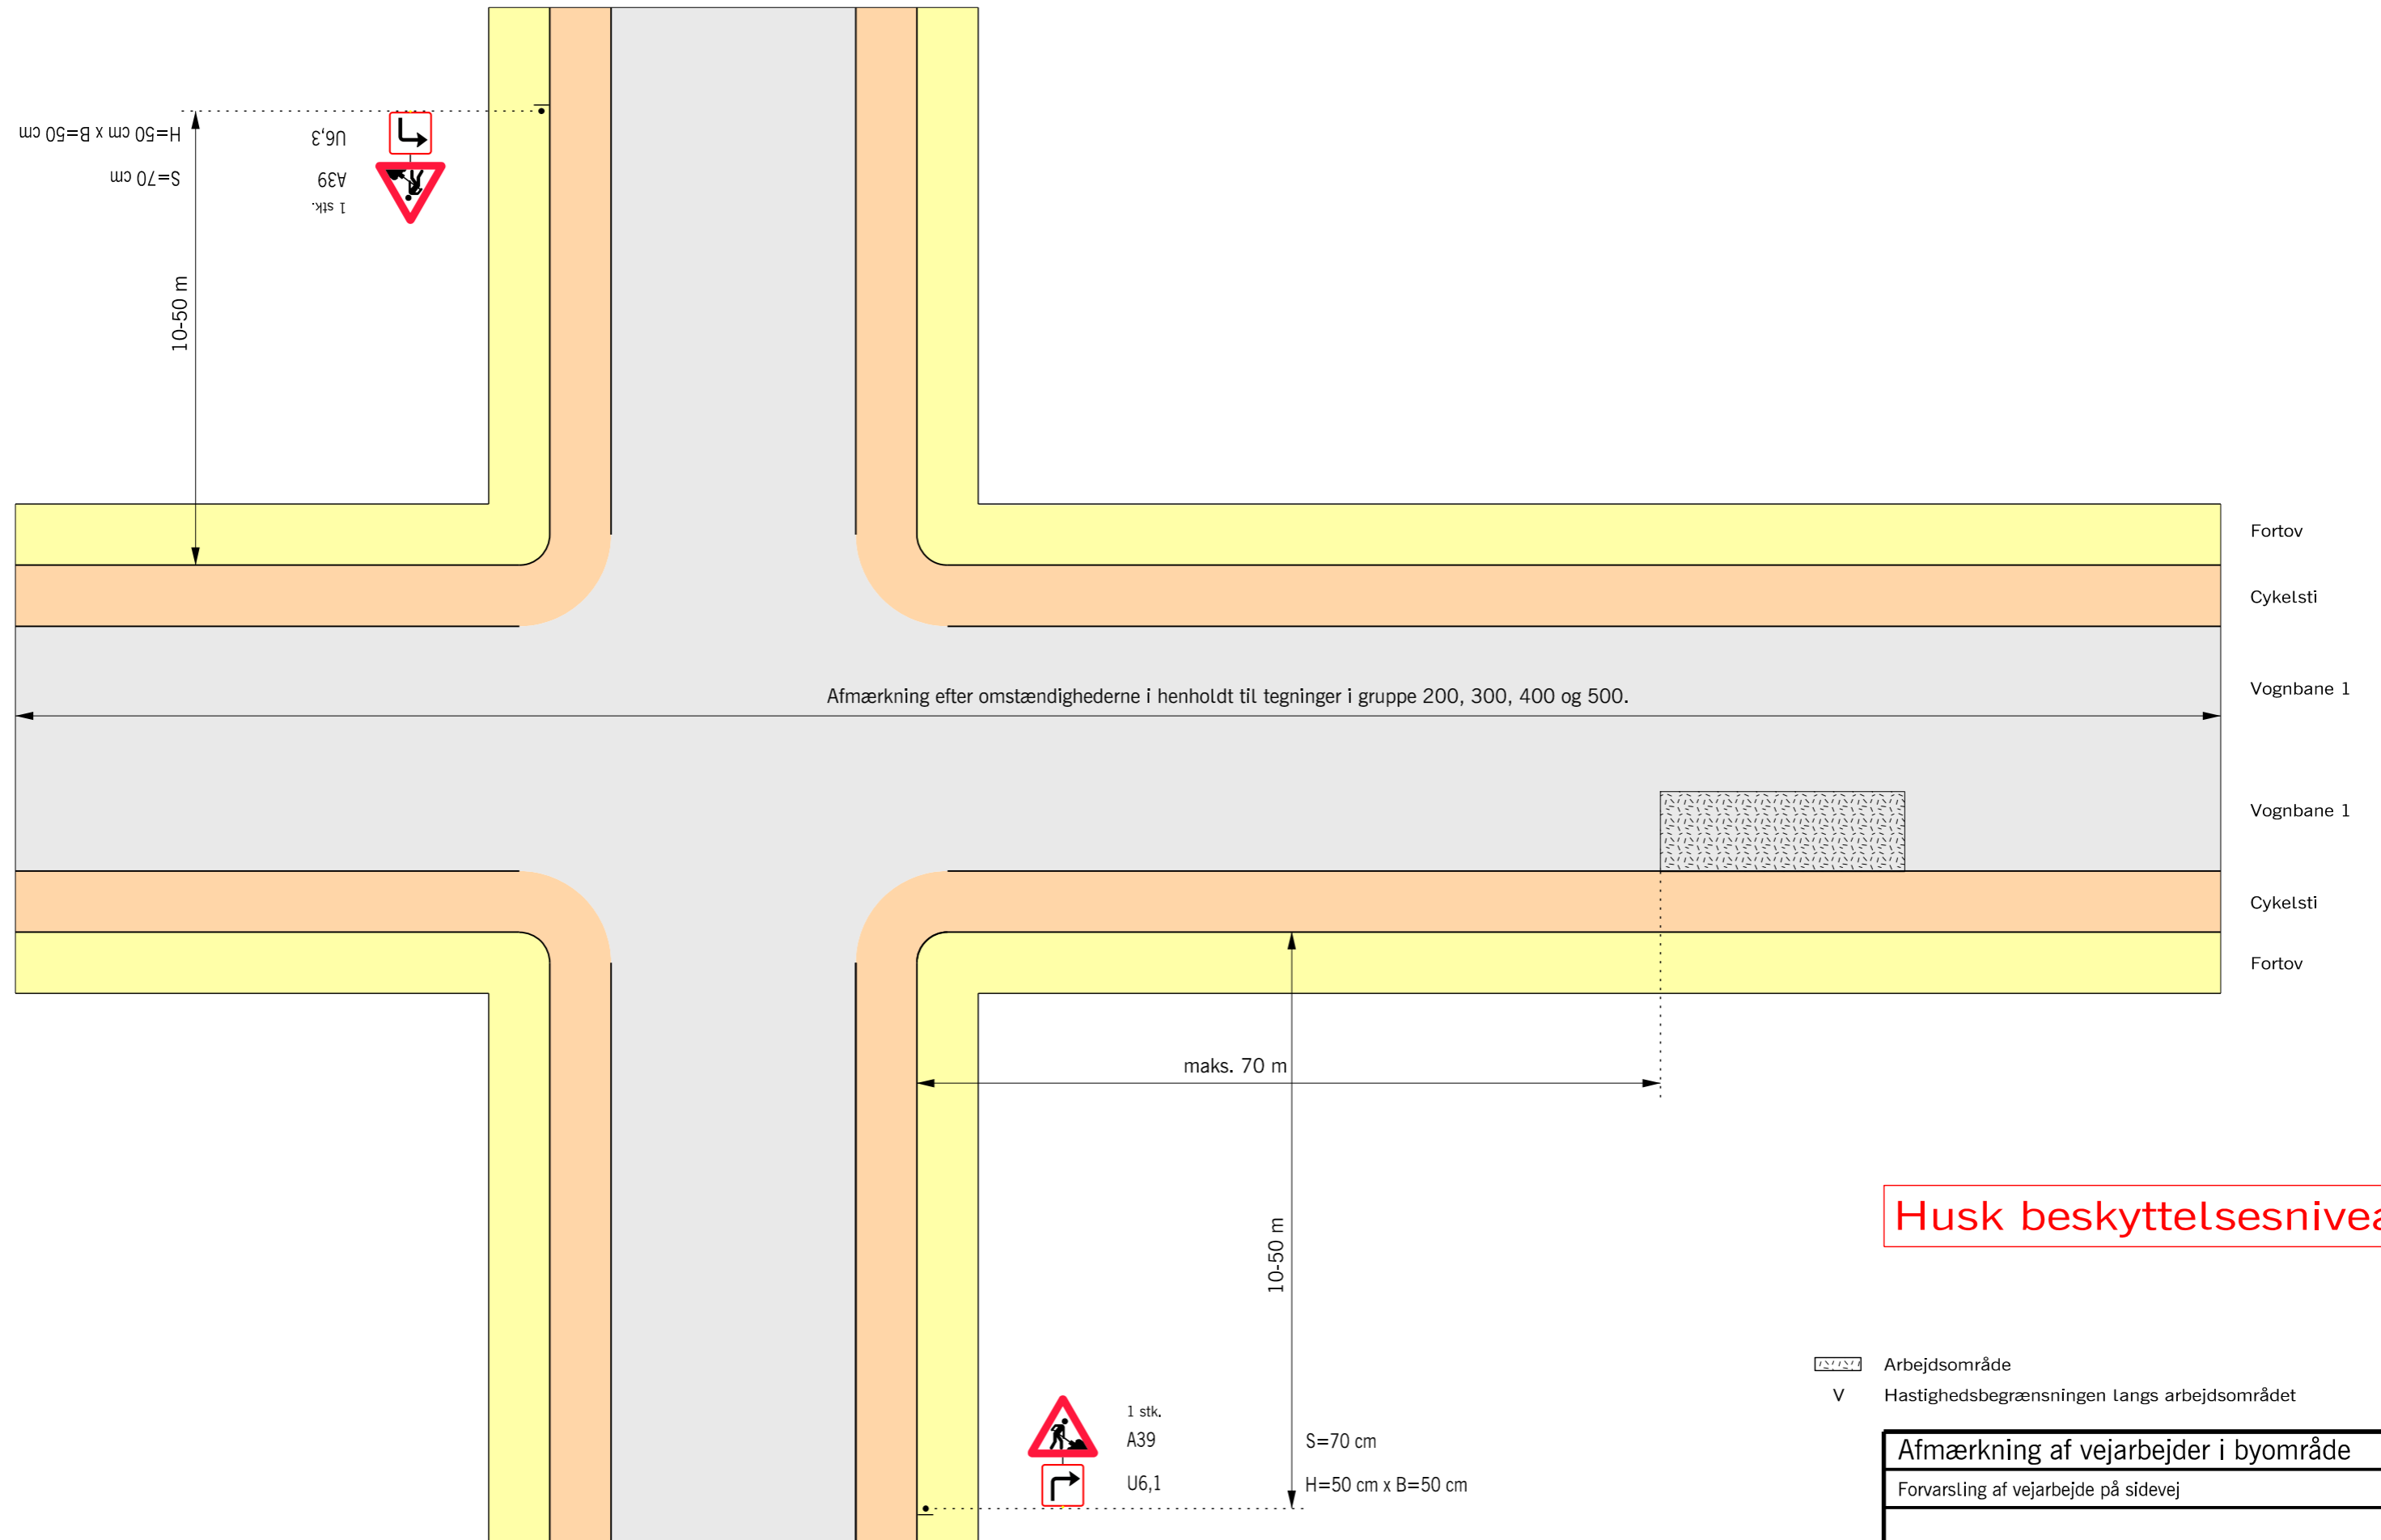 H=50 cm x B=50 cm
U6,3
S=70 cm
A39
1 stk.
10-50 m
Fortov
Cykelsti
Afmærkning efter omstændighederne i henholdt til tegninger i gruppe 200, 300, 400 og 500.
Vognbane 1
Vognbane 1
Cykelsti
Fortov
maks. 70 m
10-50 m
Husk beskyttelsesnivea
Arbejdsområde
V Hastighedsbegrænsningen langs arbejdsområdet
1 stk.
A39
S=70 cm
U6,1
H=50 cm x B=50 cm
Afmærkning af vejarbejder i byområde
Forvarsling af vejarbejde på sidevej